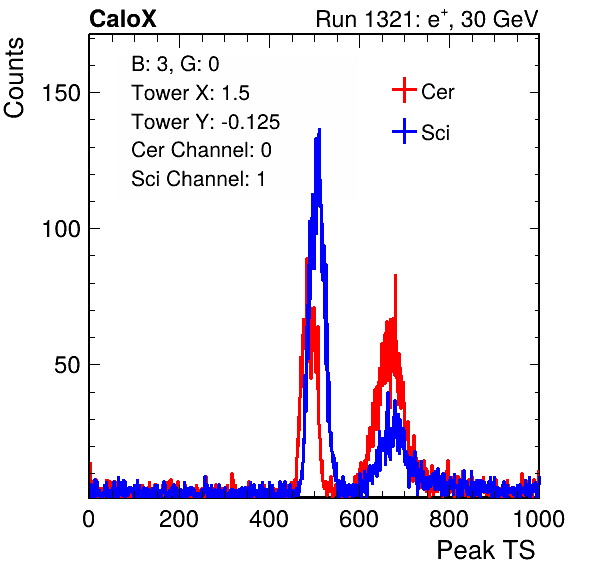 CaloX Run 1321: e⁺, 30 GeV
Counts
B: 3, G: 0
Tower X: 1.5
Tower Y: -0.125
Cer Channel: 0
Sci Channel: 1
Cer
Sci
150
100
50
0 200 400 600 800 1000
Peak TS